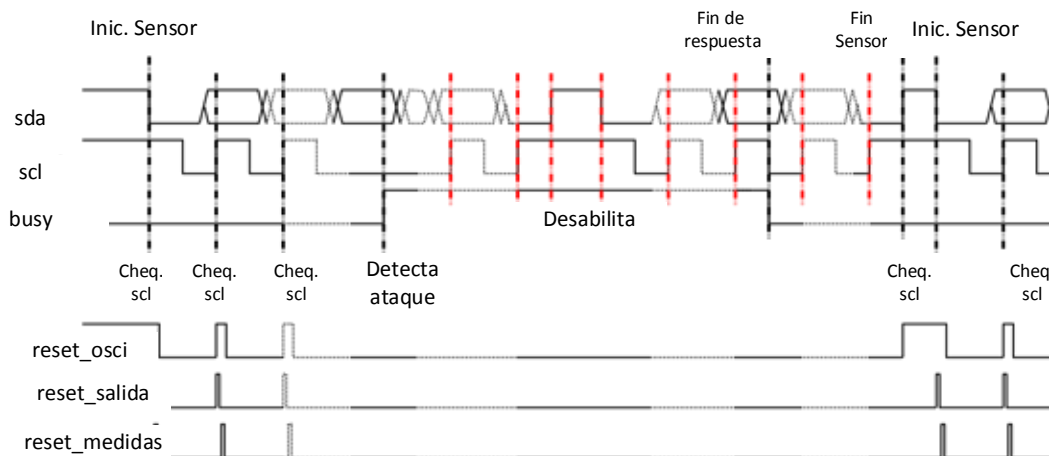 Inic. Sensor
Fin de
respuesta
Fin
Sensor
Inic. Sensor
sda
scl
busy
Desabilita
Cheq.
scl
Cheq.
scl
Cheq.
scl
Detecta
ataque
Cheq.
scl
Cheq
scl
reset_osci
reset_salida
reset_medidas